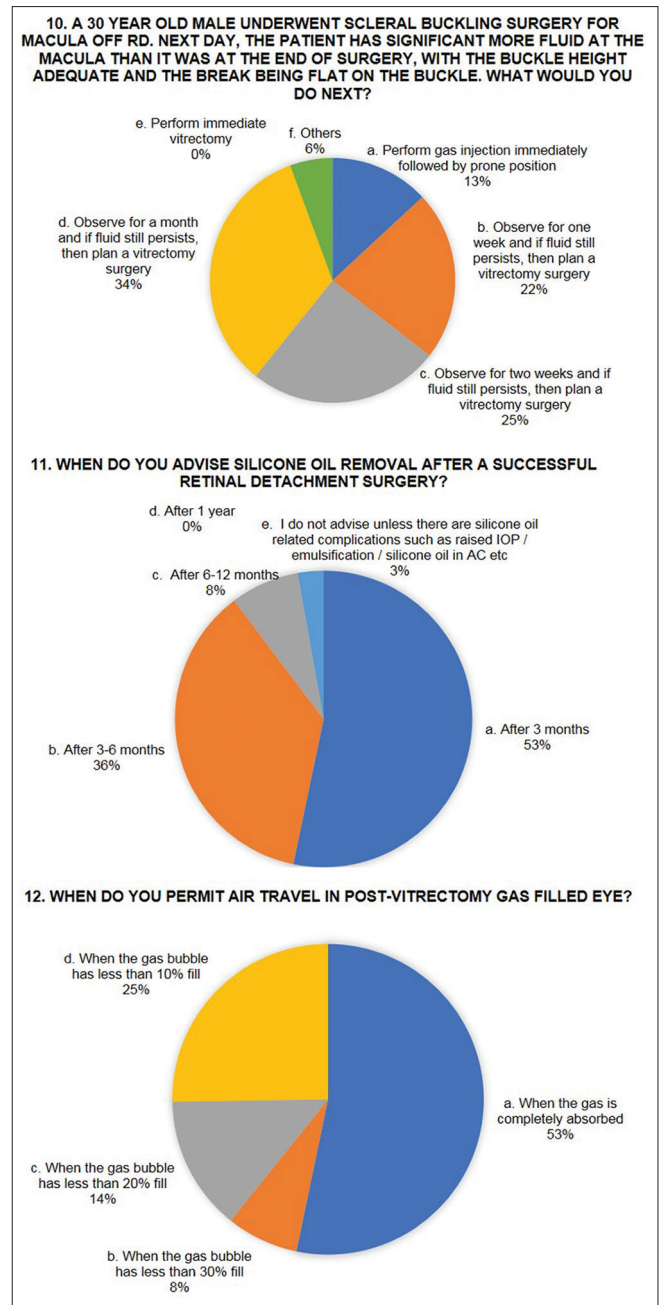 10. A 30 YEAR OLD MALE UNDERWENT SCLERAL BUCKLING SURGERY FOR
MACULA OFF RD. NEXT DAY, THE PATIENT HAS SIGNIFICANT MORE FLUID AT THE
MACULA THAN IT WAS AT THE END OF SURGERY, WITH THE BUCKLE HEIGHT
ADEQUATE AND THE BREAK BEING FLAT ON THE BUCKLE. WHAT WOULD YOU
DO NEXT?
e. Perform immediate
vitrectomy
0%
f. Others
6%
a. Perform gas injection immediately
followed by prone position
13%
d. Observe for a month
and if fluid still persists,
then plan a vitrectomy
surgery
34%
b. Observe for one
week and if fluid still
persists, then plan a
vitrectomy surgery
22%
c. Observe for two weeks and if
fluid still persists, then plan a
vitrectomy surgery
25%
11. WHEN DO YOU ADVISE SILICONE OIL REMOVAL AFTER A SUCCESSFUL
RETINAL DETACHMENT SURGERY?
d. After 1 year
0%
e. I do not advise unless there are silicone oil
related complications such as raised IOP /
emulsification / silicone oil in AC etc
3%
c. After 6-12 months
8%
b. After 3-6 months
36%
a. After 3 months
53%
12. WHEN DO YOU PERMIT AIR TRAVEL IN POST-VITRECTOMY GAS FILLED EYE?
d. When the gas bubble
has less than 10% fill
25%
a. When the gas is
completely absorbed
53%
c. When the gas bubble
has less than 20% fill
14%
b. When the gas bubble
has less than 30% fill
8%